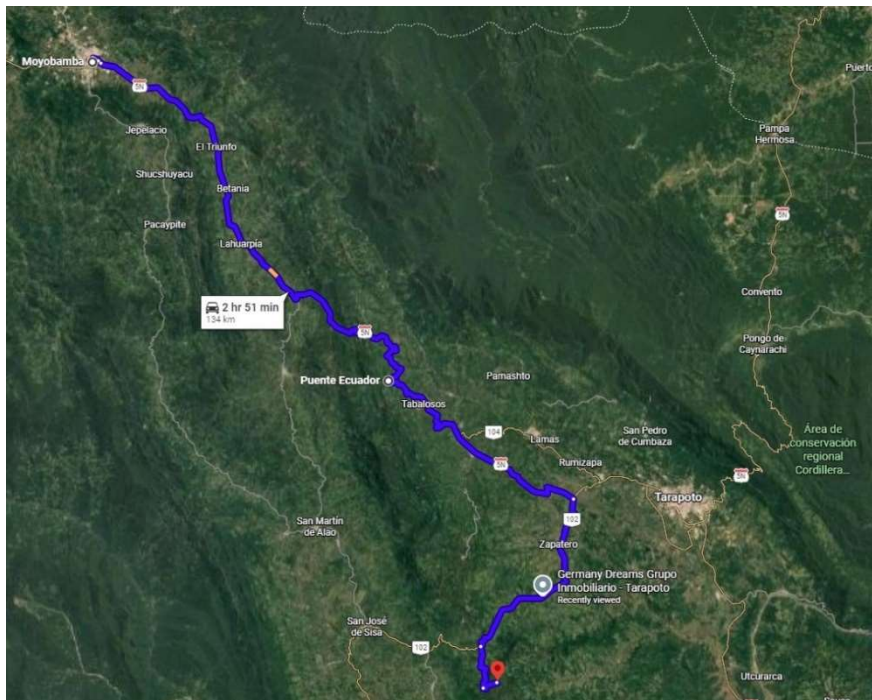 Moyobamba
5N
Jepelacio
El Triunfo
Shucshuyacu
Betania
Pacaypite
Lahuarpía
2 hr 51 min
134 km
5N
Puente Ecuador
Tabalosos
Pamashto
104
Lamas
San Pedro
de Cumbaza
5N
Rumizapa
Tarapoto
5N
102
San Martín
de Alao
Zapatero
Germany Dreams Grupo
Inmobiliario - Tarapoto
Recently viewed
San José
de Sisa
102
Utcurarca
Puerto
Pampa
Hermosa
5N
Convento
Pongo de
Caynarachi
Área de
conservación
regional
Cordillera...